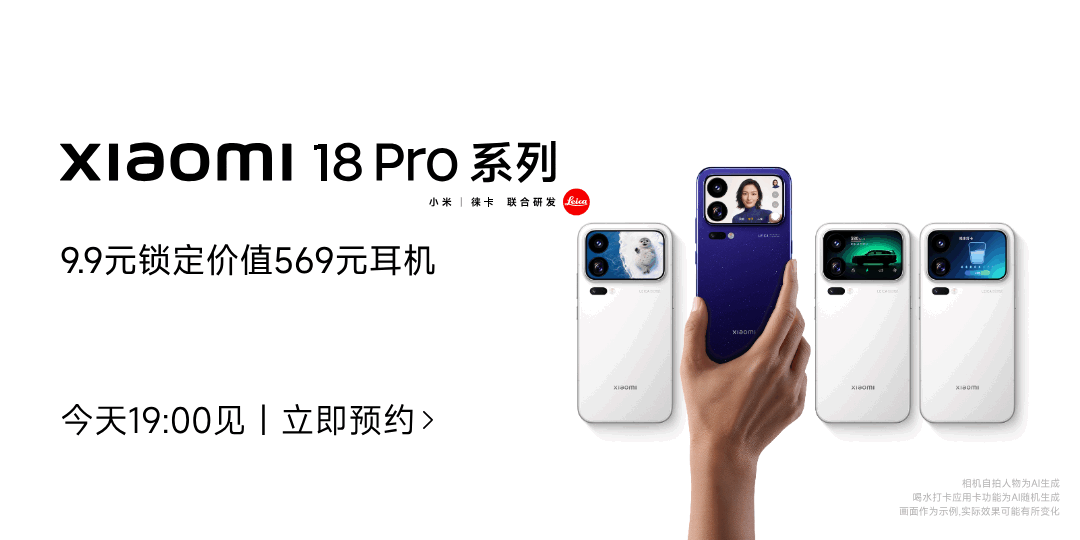 xiaomi 18 Pro 系列
小米 | 徕卡 联合研发 Leica
9.9元锁定价值569元耳机
今天19:00见 | 立即预约 >
xiaomi
xiaomi
xiaomi
xiaomi
相机自拍人物为AI生成
喝水打卡应用卡功能为AI随机生成
画面作为示例,实际效果可能有所变化